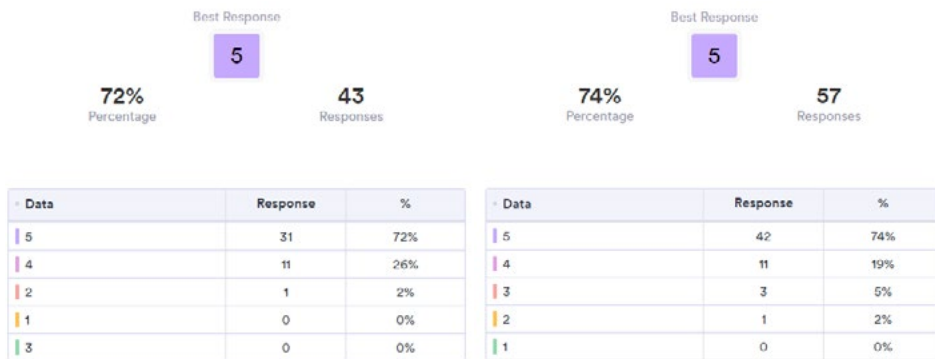 Best Response
5
72%
Percentage
43
Responses
Data Response %
5 31 72%
4 11 26%
2 1 2%
1 0 0%
3 0 0%
Best Response
5
74%
Percentage
57
Responses
Data Response %
5 42 74%
4 11 19%
3 3 5%
2 1 2%
1 0 0%